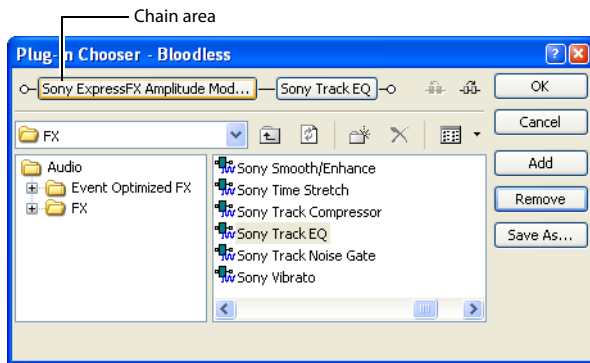 Chain area
Plug-In Chooser - Bloodless
Sony ExpressFX Amplitude Mod...
Sony Track EQ
OK
FX
Cancel
Audio
Event Optimized FX
FX
Sony Smooth/Enhance
Sony Time Stretch
Sony Track Compressor
Sony Track EQ
Sony Track Noise Gate
Sony Vibrato
Add
Remove
Save As...